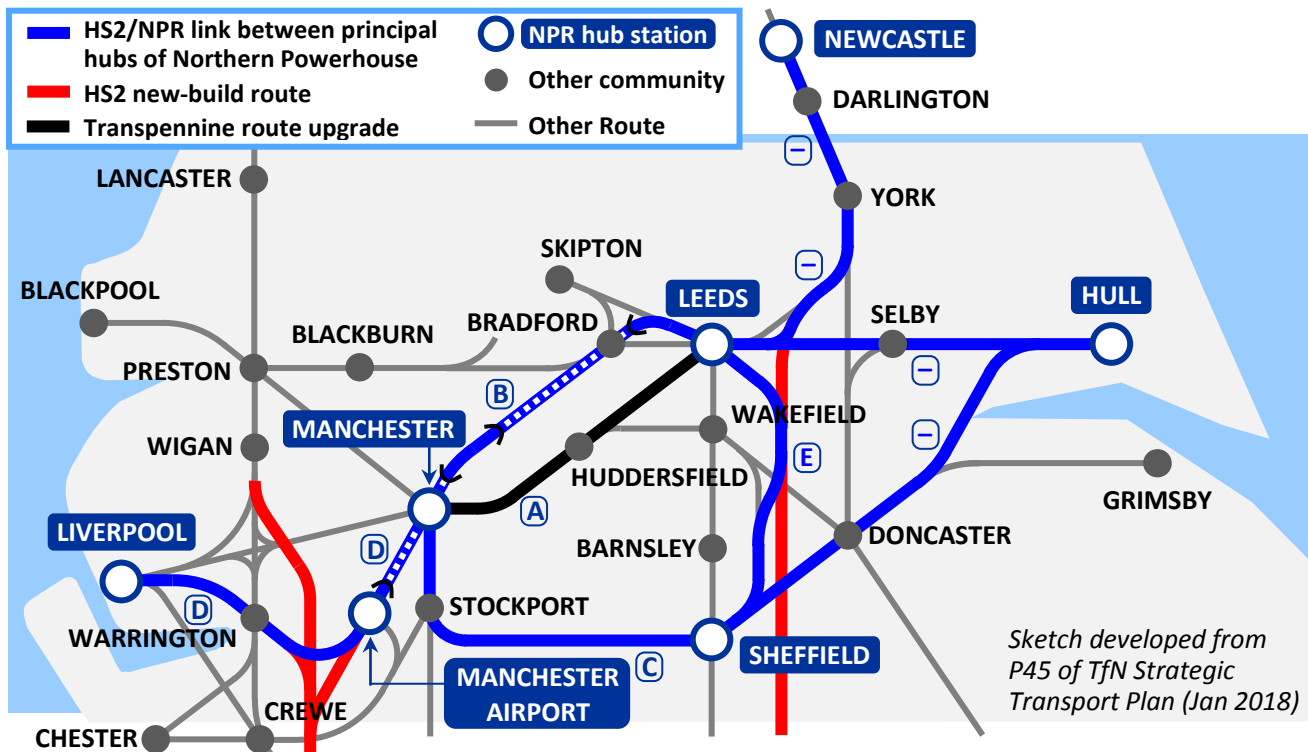 HS2/NPR link between principal
hubs of Northern Powerhouse
HS2 new-build route
Transpennine route upgrade
NPR hub station
Other community
Other Route
NEWCASTLE
DARLINGTON
–
LANCASTER
YORK
SKIPTON
–
BLACKPOOL
LEEDS
HULL
BLACKBURN
BRADFORD
SELBY
PRESTON
–
B
MANCHESTER
WAKEFIELD
WIGAN
–
E
HUDDERSFIELD
GRIMSBY
A
LIVERPOOL
DONCASTER
D
BARNSLEY
D
STOCKPORT
WARRINGTON
SHEFFIELD
C
MANCHESTER
AIRPORT
CREWE
CHESTER
Sketch developed from
P45 of TfN Strategic
Transport Plan (Jan 2018)